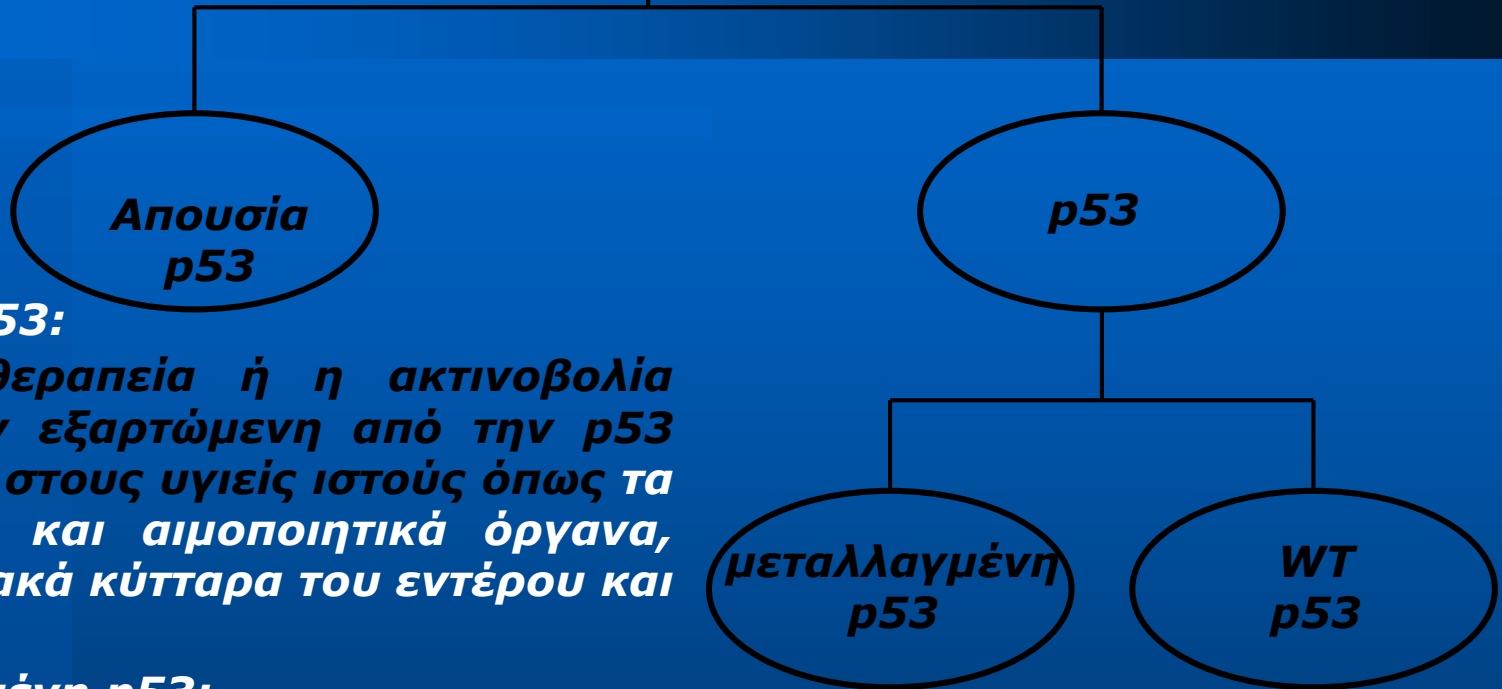 Απουσία
p53
p53
53:
θεραπεία ή η ακτινοβολία
εξαρτώμενη από την p53
στους υγιείς ιστούς όπως τα
και αιμοποιητικά όργανα,
κύτταρα του εντέρου και
μεταλλαγμένη
p53
WT
p53
p53: